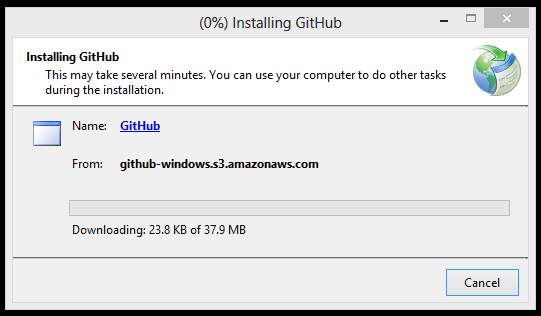 (0%) Installing GitHub
Installing GitHub
This may take several minutes. You can use your computer to do other tasks
during the installation.
Name: GitHub
From: github-windows.s3.amazonaws.com
Downloading: 23.8 KB of 37.9 MB
Cancel